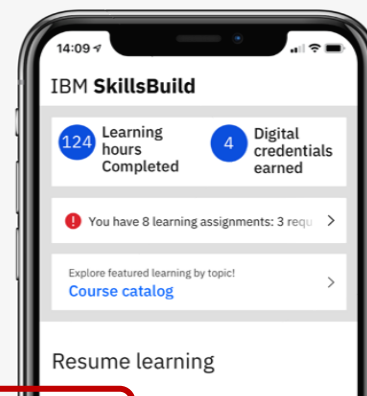 14:09
IBM SkillsBuild
124
Learning
hours
Completed
4
Digital
credentials
earned
You have 8 learning assignments: 3 requ
Explore featured learning by topic!
Course catalog
Resume learning